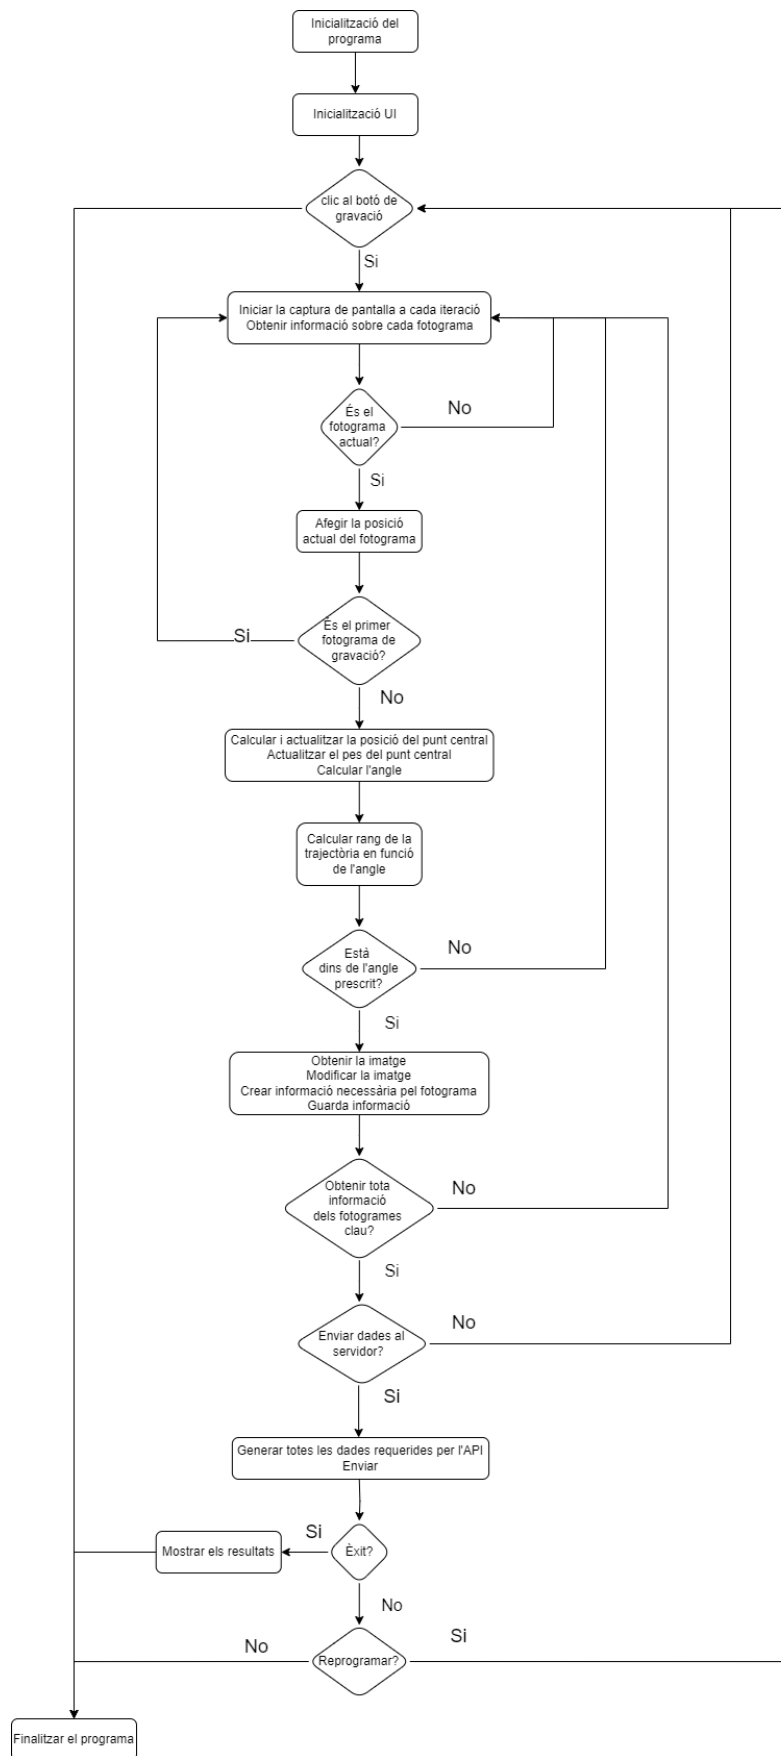 Inicialització del
programa
Inicialització UI
clic al botó de
gravació
Si
Iniciar la captura de pantalla a cada iteració
Obtenir informació sobre cada fotograma
És el
fotograma
actual?
No
Si
Afegir la posició
actual del fotograma
És el primer
fotograma de
gravació?
Si
No
Calcular i actualitzar la posició del punt central
Actualitzar el pes del punt central
Calcular l'angle
Calcular rang de la
trajectòria en funció
de l'angle
Està
dins de l'angle
prescrit?
No
Si
Obtenir la imatge
Modificar la imatge
Crear informació necessària pel fotograma
Guarda informació
Obtenir tota
informació
dels fotogrames
clau?
No
Si
Enviar dades al
servidor?
No
Si
Generar totes les dades requerides per l'API
Enviar
Èxit?
Si
Mostrar els resultats
No
Reprogramar?
No
Si
Finalitzar el programa